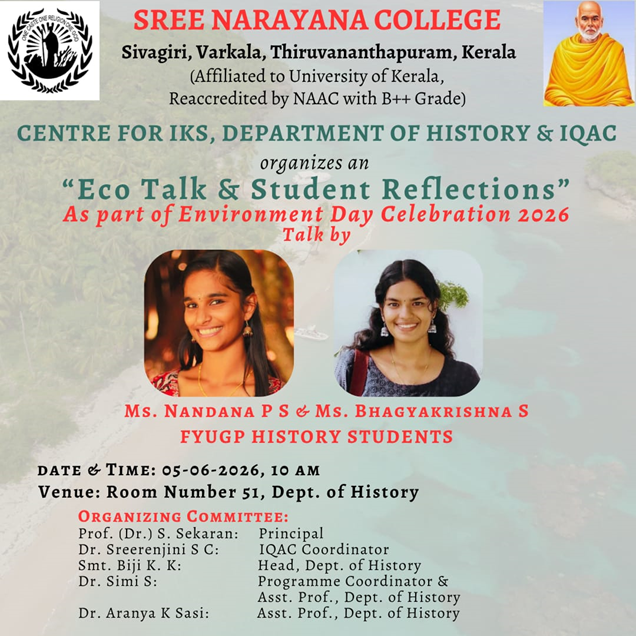 SREE NARAYANA COLLEGE
Sivagiri, Varkala, Thiruvananthapuram, Kerala
(Affiliated to University of Kerala,
Reaccredited by NAAC with B++ Grade)
CENTRE FOR IKS, DEPARTMENT OF HISTORY & IQAC
organizes an
“Eco Talk & Student Reflections”
As part of Environment Day Celebration 2026
Talk by
Ms. Nandana P S & Ms. Bhagyakrishna S
FYUGP HISTORY STUDENTS
DATE & TIME: 05-06-2026, 10 AM
Venue: Room Number 51, Dept. of History
Organizing Committee:
Prof. (Dr.) S. Sekaran: Principal
Dr. Sreerenjini S C: IQAC Coordinator
Smt. Biji K. K: Head, Dept. of History
Dr. Simi S: Programme Coordinator &
Asst. Prof., Dept. of History
Dr. Aranya K Sasi: Asst. Prof., Dept. of History